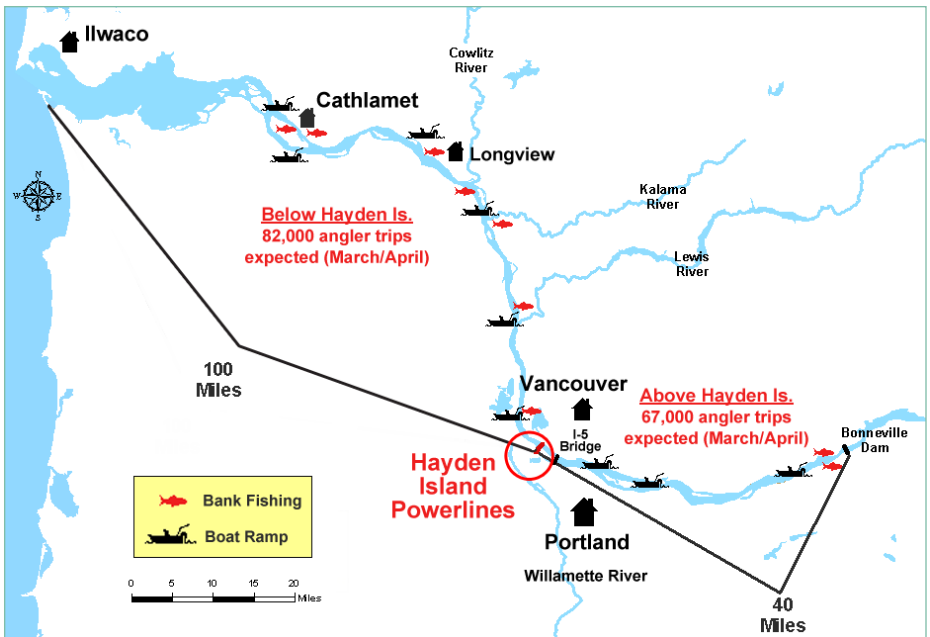 Ilwaco
Cowlitz
River
Cathlamet
Longview
N
W E
S
Kalama
River
Below Hayden Is.
82,000 angler trips
expected (March/April)
Lewis
River
100
Miles
Vancouver
Above Hayden Is.
67,000 angler trips
expected (March/April)
I-5
Bridge
Bonneville
Dam
Hayden
Island
Powerlines
Bank Fishing
Boat Ramp
Portland
Willamette River
0 5 10 15 20
Miles
40
Miles